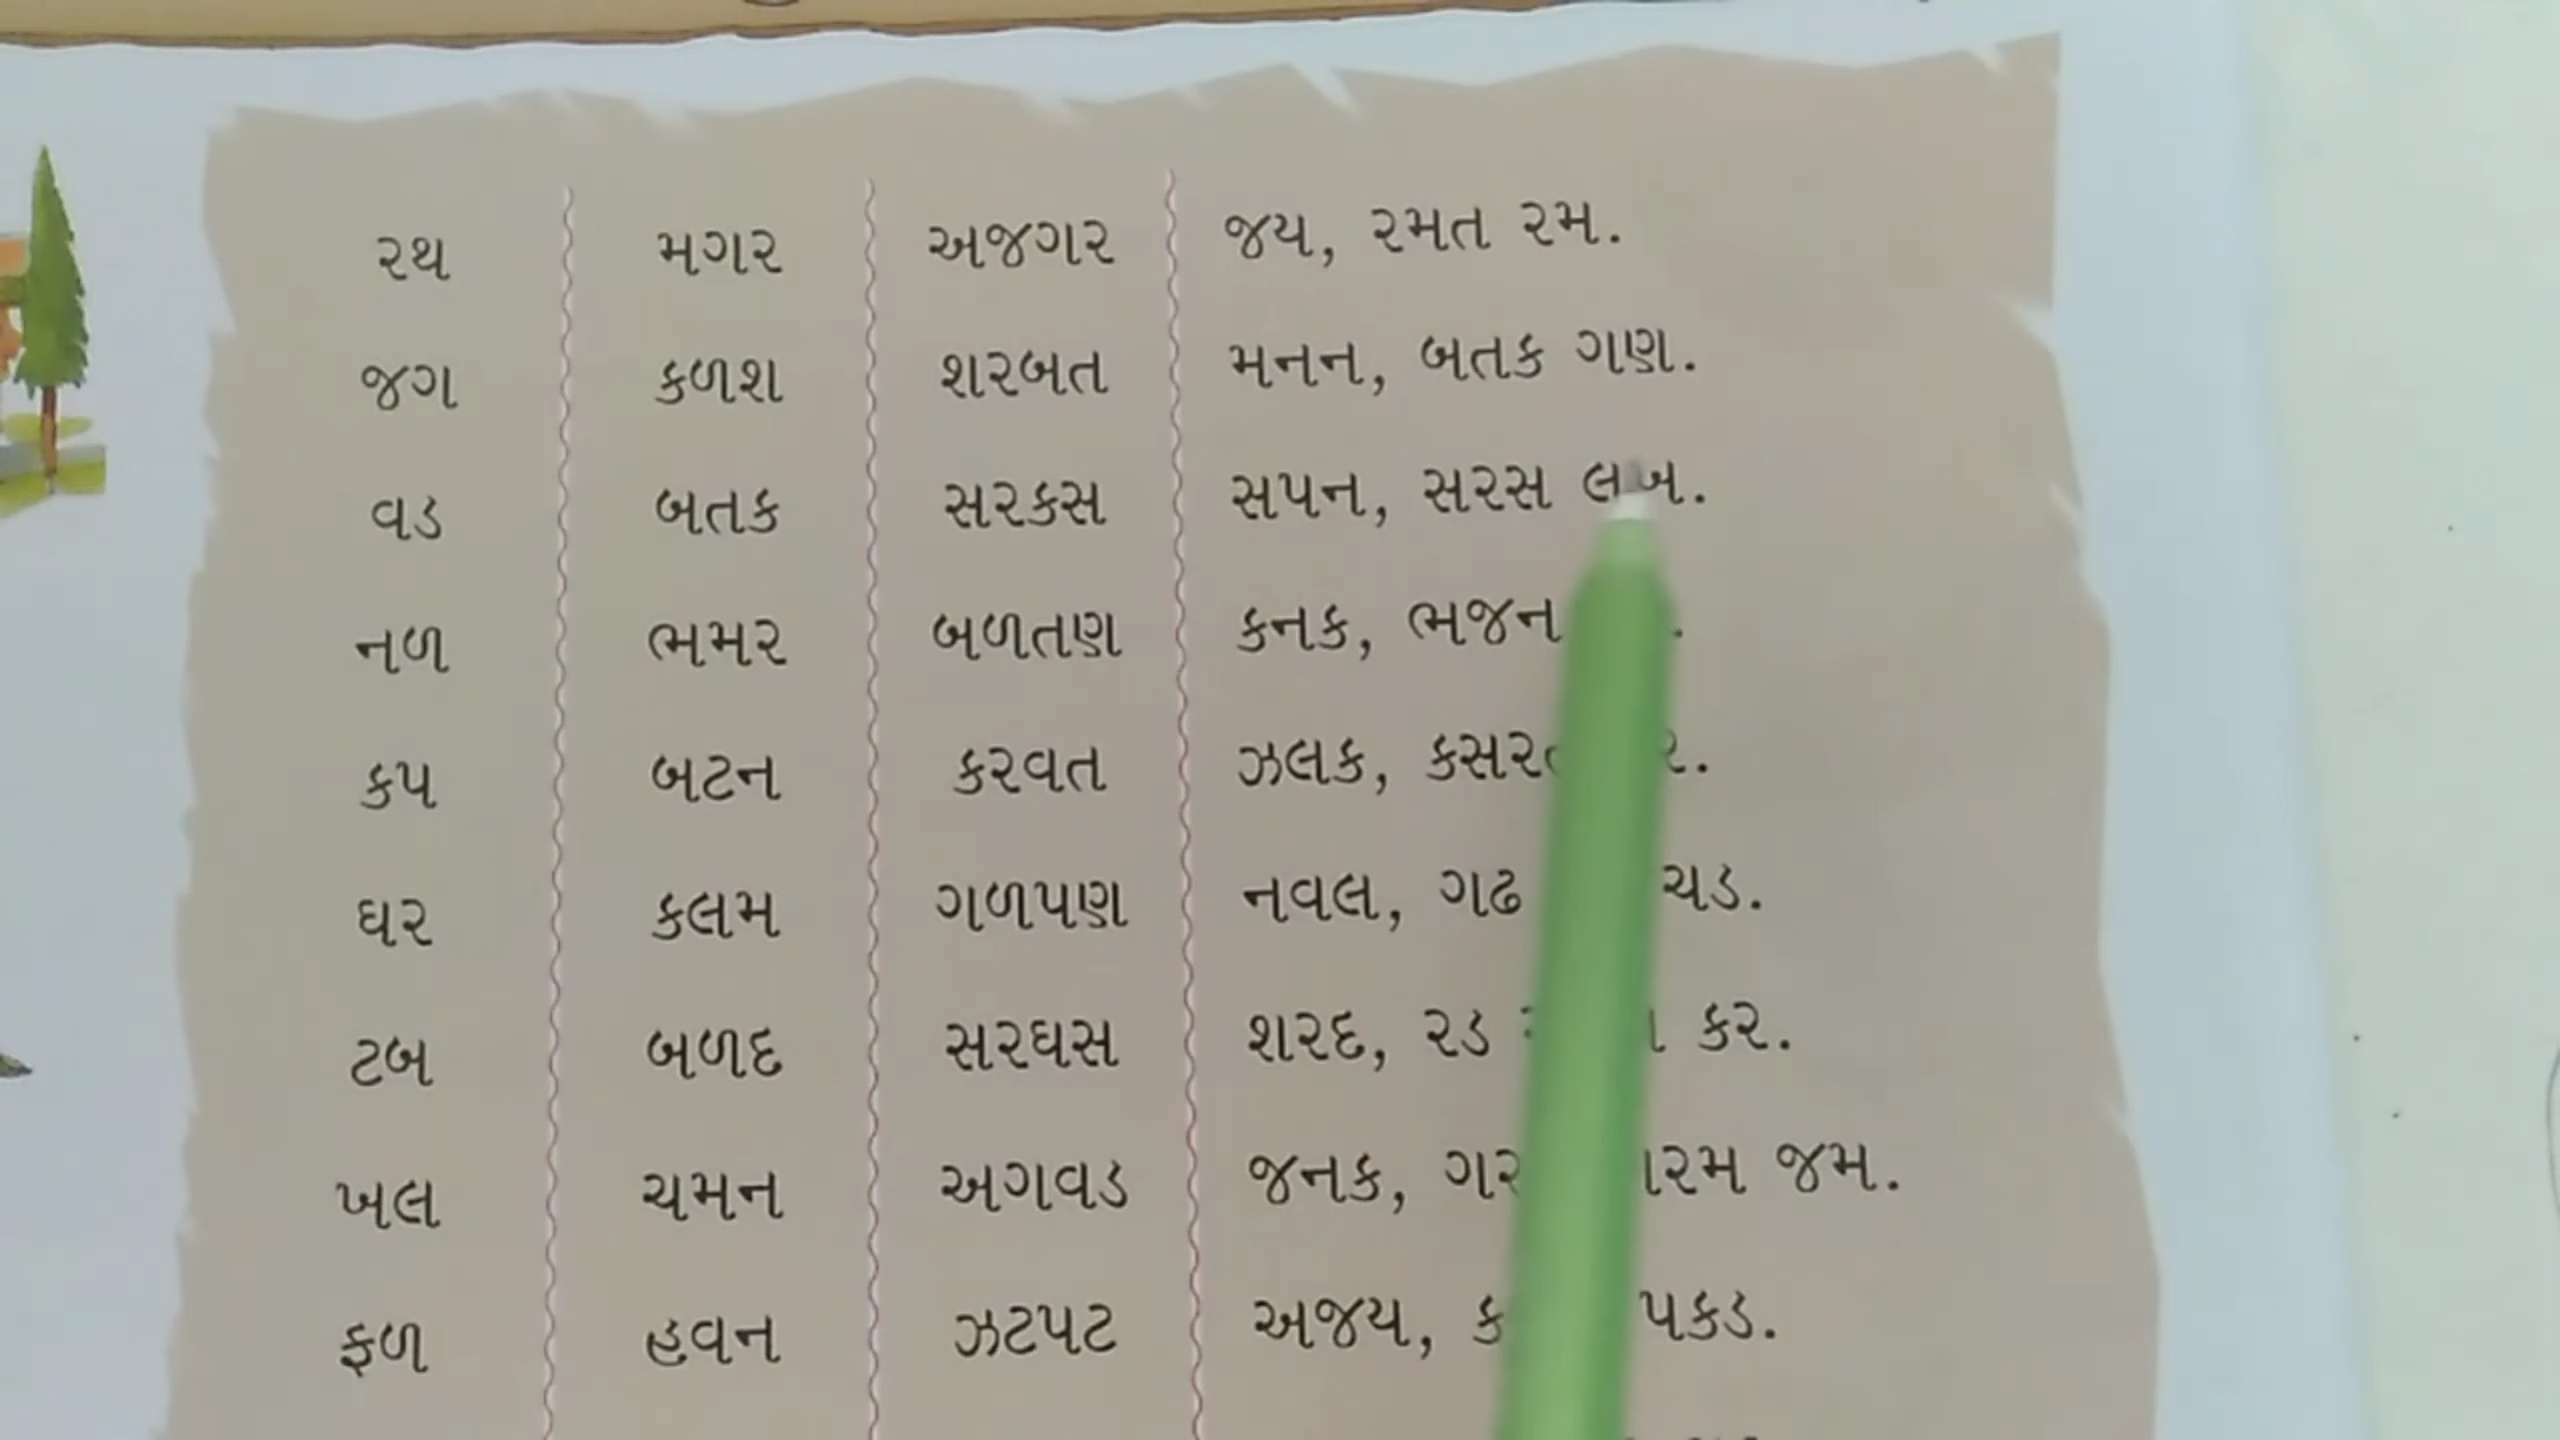 રથ મગર અજગર જય, રમત રમ.
જગ કળશ શરબત મનન, બતક ગણ.
વડ બતક સરકસ સપન, સરસ લખ.
નળ ભમર બળતણ કનક, ભજન
કપ બટન કરવત ઝલક,
ઘર કલમ ગળપણ નવલ, ગઢ ચડ.
ટબ બળદ સરઘસ શરદ, રડ કર.
ખલ ચમન અગવડ જનક, જમ.
ફળ હવન ઝટપટ અજય, પકડ.